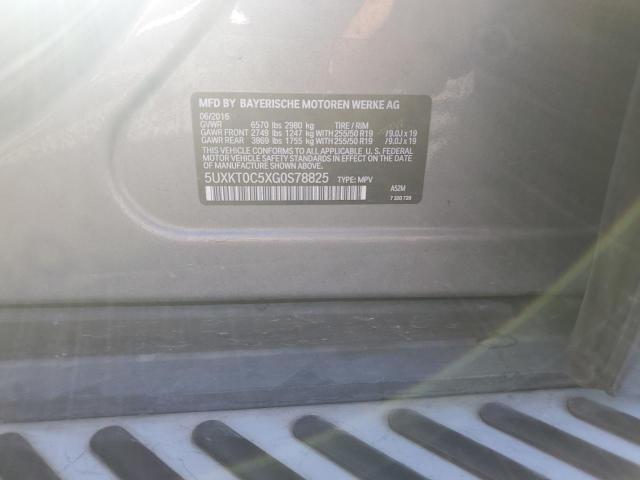 MFD BY BAYERISCHE MOTOREN WERKE AG
06/2016
GVWR 6570 lbs 2980 kg TIRE / RIM
GAWR FRONT 2749 lbs 1247 kg WITH 255/50 R19 /9.0J x 19
GAWR REAR 3869 lbs 1755 kg WITH 255/50 R19 /9.0J x 19
THIS VEHICLE CONFORMS TO ALL APPLICABLE U.S. FEDERAL
MOTOR VEHICLE SAFETY STANDARDS IN EFFECT ON THE DATE
OF MANUFACTURE SHOWN ABOVE.
5UXKT0C5XG0S78825 TYPE: MPV
A52M